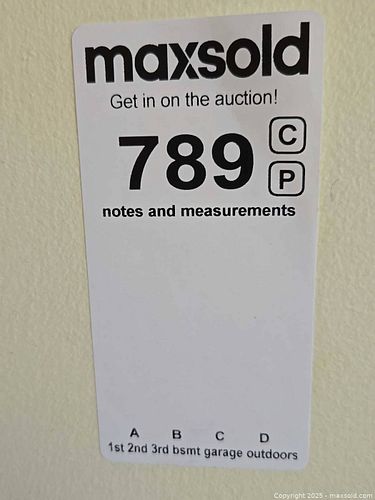 maxsold
Get in on the auction!
789 C
P
notes and measurements
A B C D
1st 2nd 3rd bsmt garage outdoors
Copyright 2025 - maxsold.com